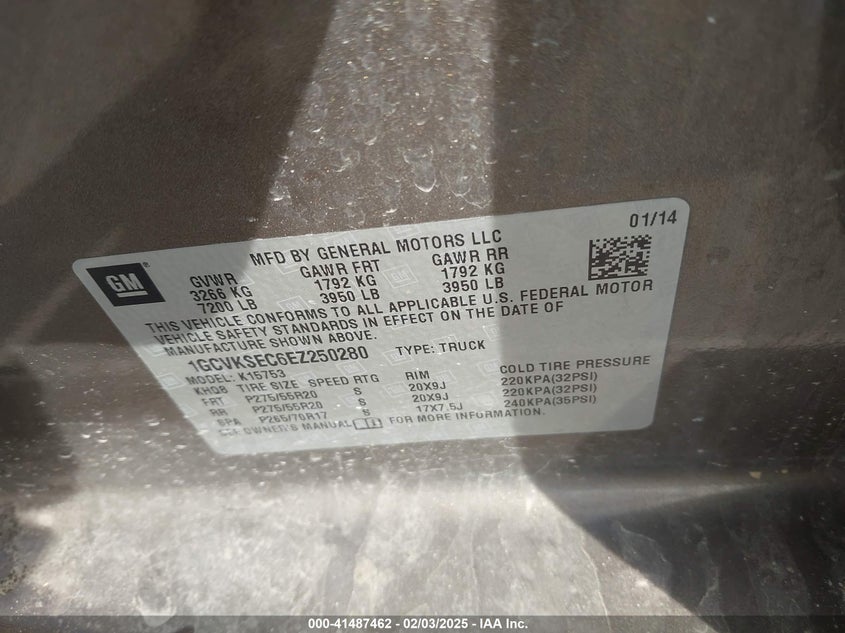 01/14
GM
MFD BY GENERAL MOTORS LLC
GVWR GAWR FRT GAWR RR
3266 KG 1792 KG 1792 KG
7200 LB 3950 LB 3950 LB
THIS VEHICLE CONFORMS TO ALL APPLICABLE U.S. FEDERAL MOTOR
VEHICLE SAFETY STANDARDS IN EFFECT ON THE DATE OF
MANUFACTURE SHOWN ABOVE.
1GCVKSEC6EZ250280 TYPE: TRUCK
MODEL: K15753
KHG8 TIRE SIZE SPEED RTG RIM COLD TIRE PRESSURE
FRT P275/55R20 S 20X9J 220KPA(32PSI)
RR P275/55R20 S 20X9J 220KPA(32PSI)
SPA P265/70R17 S 17X7.5J 240KPA(35PSI)
SEE OWNER'S MANUAL FOR MORE INFORMATION.
000-41487462 - 02/03/2025 - IAA Inc.